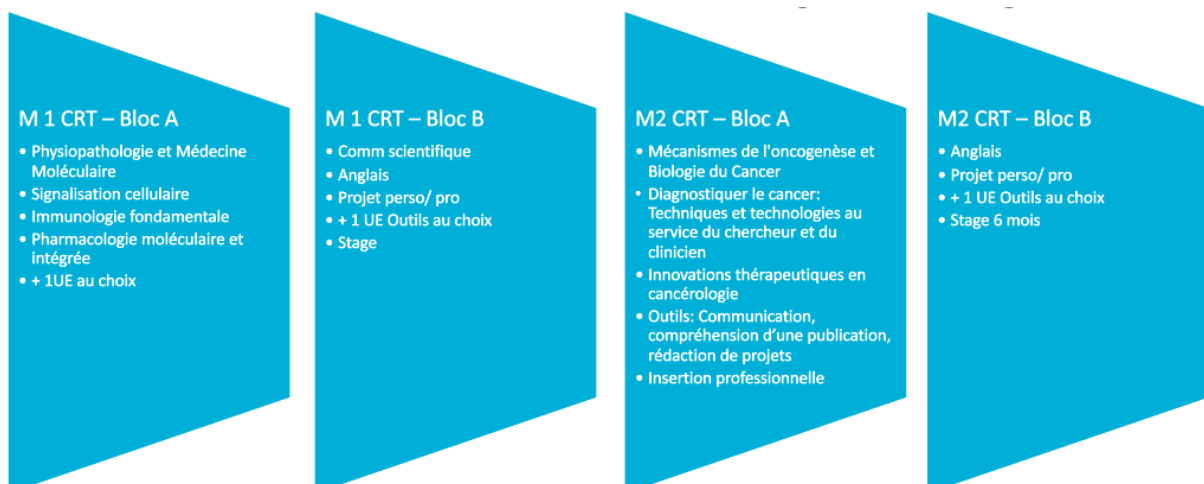 M 1 CRT – Bloc A
• Physiopathologie et Médecine
Moléculaire
• Signalisation cellulaire
• Immunologie fondamentale
• Pharmacologie moléculaire et
intégrée
• + 1UE au choix
M 1 CRT – Bloc B
• Comm scientifique
• Anglais
• Projet perso/ pro
• + 1 UE Outils au choix
• Stage
M2 CRT – Bloc A
• Mécanismes de l'oncogenèse et
Biologie du Cancer
• Diagnostiquer le cancer:
Techniques et technologies au
service du chercheur et du
clinicien
• Innovations thérapeutiques en
cancérologie
• Outils: Communication,
compréhension d’une publication,
rédaction de projets
• Insertion professionnelle
M2 CRT – Bloc B
• Anglais
• Projet perso/ pro
• + 1 UE Outils au choix
• Stage 6 mois